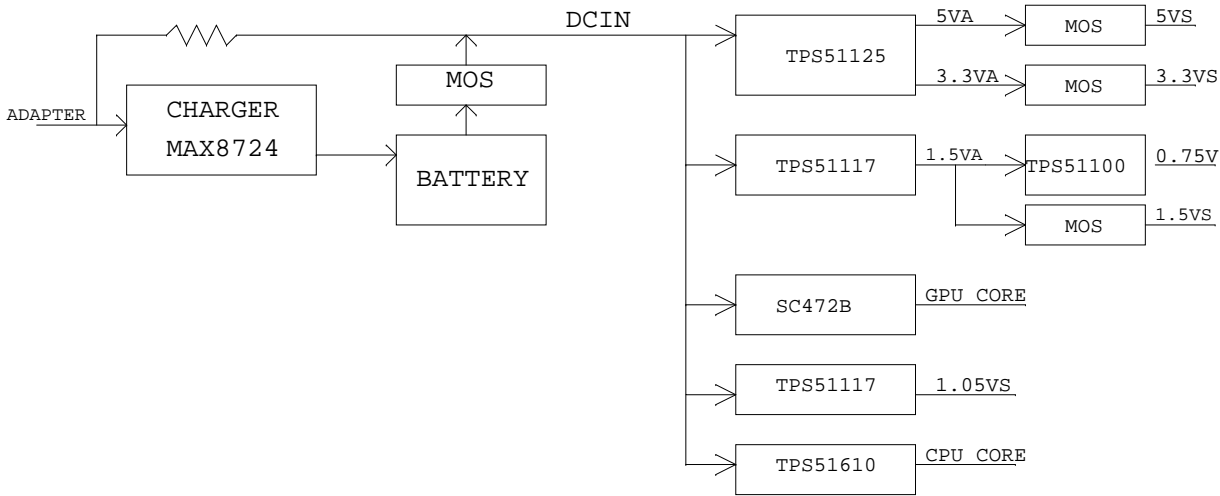 DCIN
5VA
MOS
5VS
TPS51125
3.3VA
MOS
3.3VS
MOS
ADAPTER
CHARGER
MAX8724
BATTERY
TPS51117
1.5VA
TPS51100
0.75V
MOS
1.5VS
SC472B
GPU CORE
TPS51117
1.05VS
TPS51610
CPU CORE